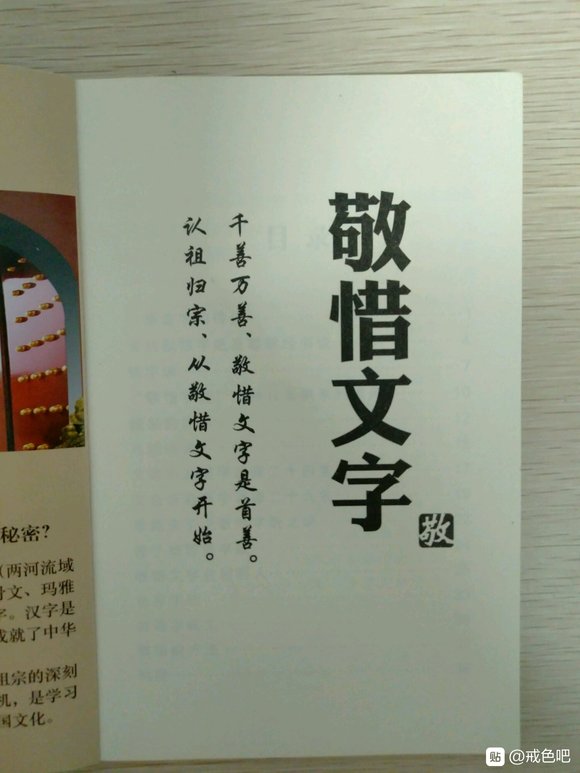 敬惜文字
敬
千善万善、敬惜文字是首善。
认祖归宗、从敬惜文字开始。
秘密?
(两河流域
文、玛雅
字。汉字是
成就了中华
祖宗的深刻
机，是学习
国文化。
贴 @戒色吧